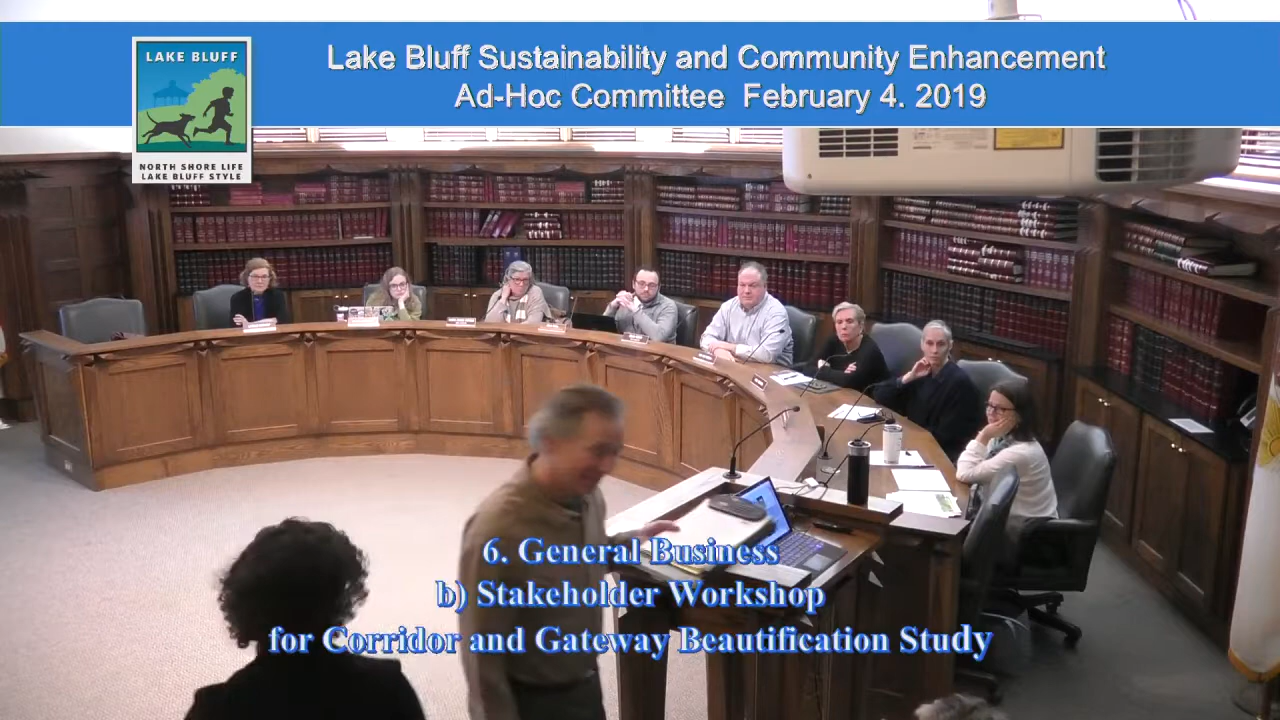 LAKE BLUFF
NORTH SHORE LIFE
LAKE BLUFF STYLE
Lake Bluff Sustainability and Community Enhancement
Ad-Hoc Committee February 4. 2019
6. General Business
b) Stakeholder Workshop
for Corridor and Gateway Beautification Study